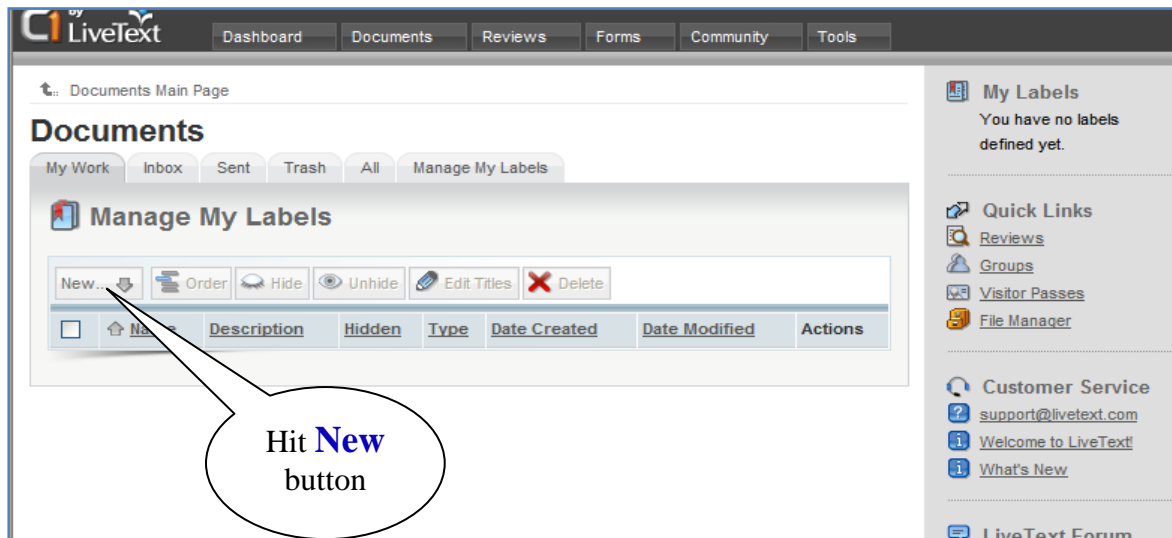 C1 by LiveText Dashboard Documents Reviews Forms Community Tools
Documents Main Page
Documents
My Work Inbox Sent Trash All Manage My Labels
Manage My Labels
New... Order Hide Unhide Edit Titles Delete
Name Description Hidden Type Date Created Date Modified Actions
Hit New
button
My Labels
You have no labels
defined yet.
Quick Links
Reviews
Groups
Visitor Passes
File Manager
Customer Service
support@livetext.com
Welcome to LiveText!
What's New
LiveText Forum